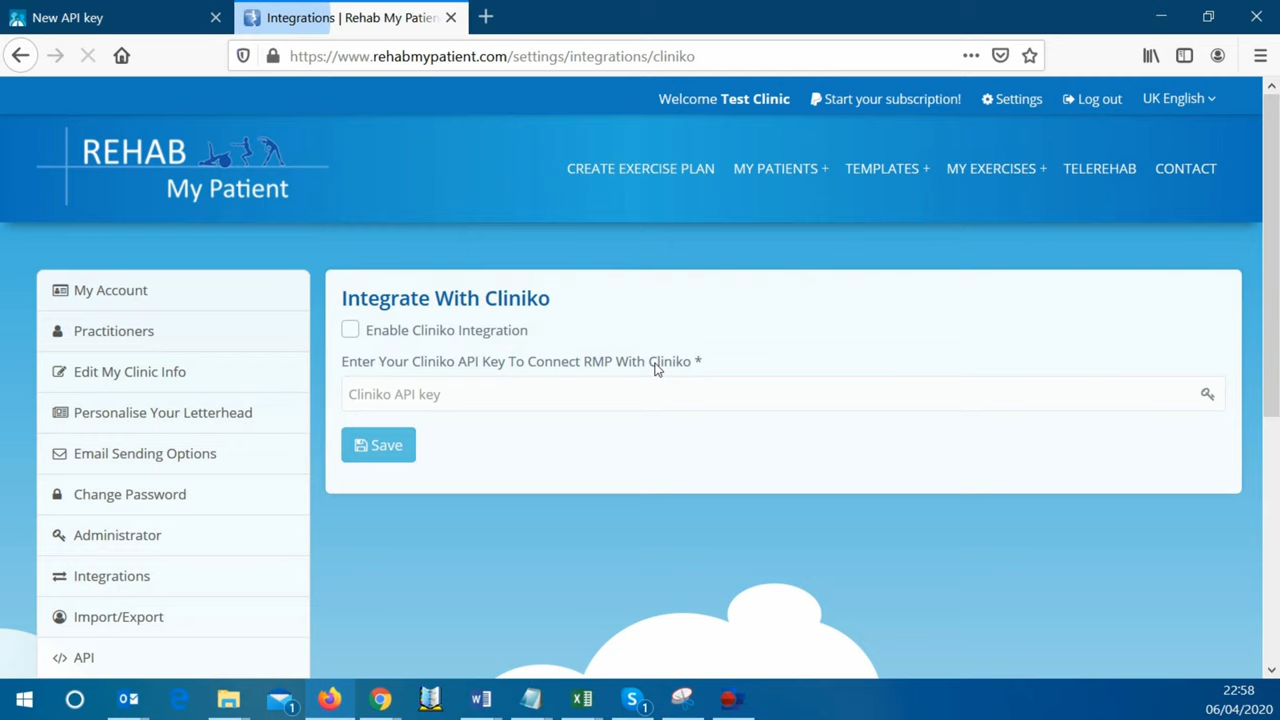 New API key
Integrations | Rehab My Patien
https://www.rehabmypatient.com/settings/integrations/cliniko
Welcome Test Clinic
Start your subscription!
Settings
Log out
UK English
REHAB
My Patient
CREATE EXERCISE PLAN
MY PATIENTS +
TEMPLATES +
MY EXERCISES +
TELEREHAB
CONTACT
My Account
Practitioners
Edit My Clinic Info
Personalise Your Letterhead
Email Sending Options
Change Password
Administrator
Integrations
Import/Export
API
Integrate With Cliniko
Enable Cliniko Integration
Enter Your Cliniko API Key To Connect RMP With Cliniko *
Cliniko API key
Save
1
1
22:58
06/04/2020